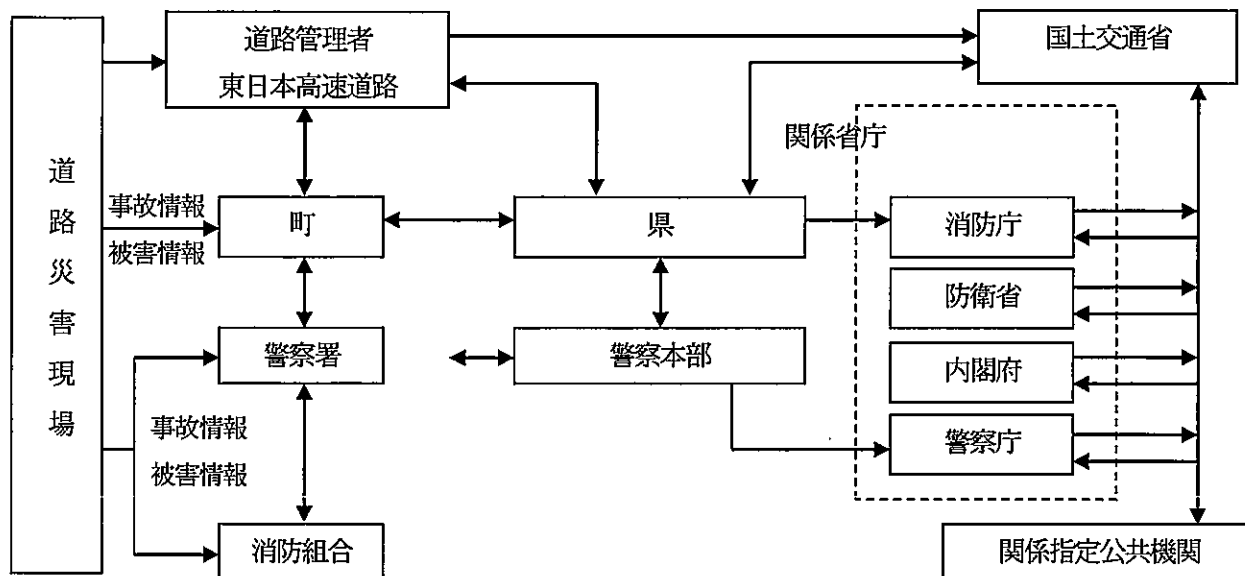 道路災害現場
道路管理者
東日本高速道路
国土交通省
関係省庁
事故情報
被害情報
町
県
消防庁
防衛省
警察署
警察本部
内閣府
事故情報
被害情報
警察庁
消防組合
関係指定公共機関